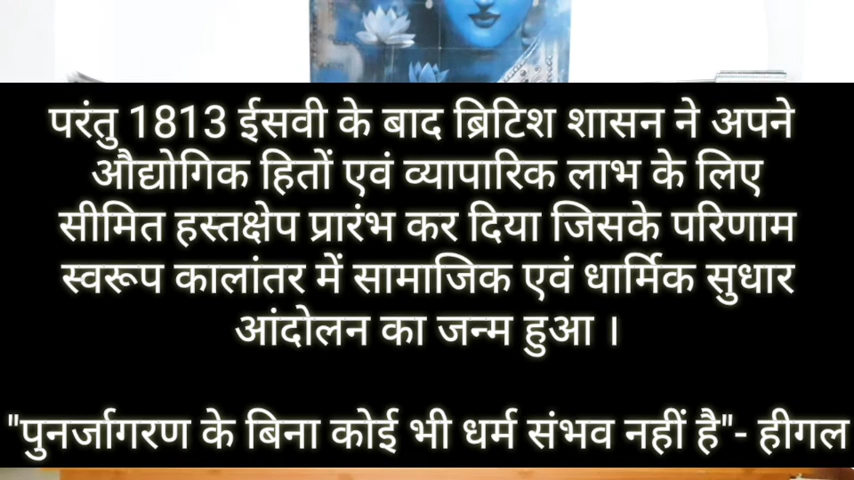 परंतु 1813 ईसवी के बाद ब्रिटिश शासन ने अपने
औद्योगिक हितों एवं व्यापारिक लाभ के लिए
सीमित हस्तक्षेप प्रारंभ कर दिया जिसके परिणाम
स्वरूप कालांतर में सामाजिक एवं धार्मिक सुधार
आंदोलन का जन्म हुआ ।
"पुनर्जागरण के बिना कोई भी धर्म संभव नहीं है"- हीगल